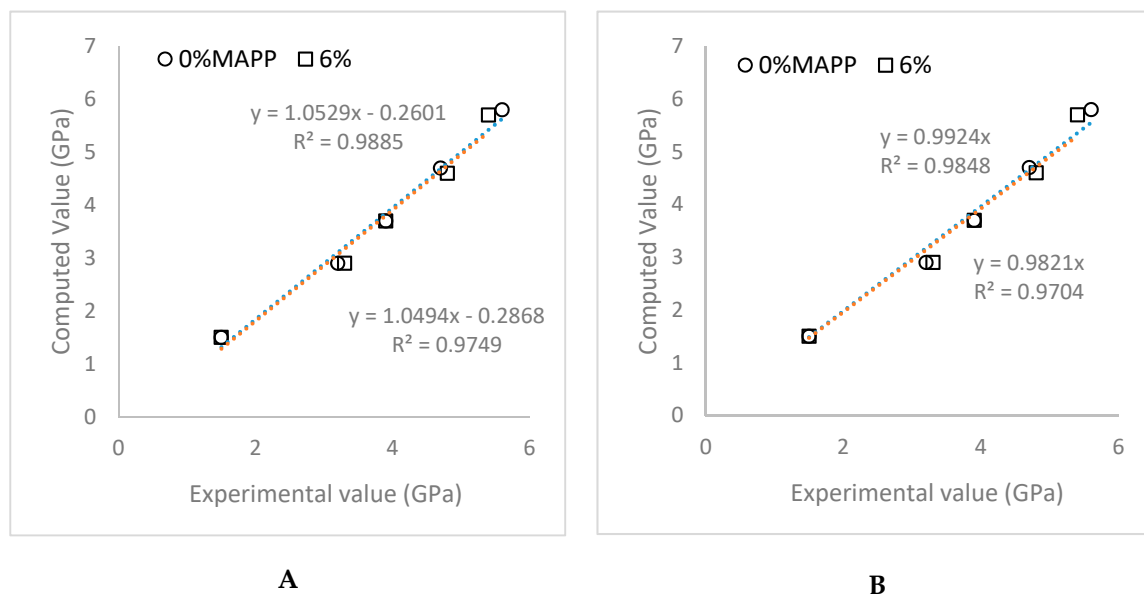 7
6
5
4
3
2
1
0
0%MAPP 6%
y = 1.0529x - 0.2601
R² = 0.9885
y = 1.0494x - 0.2868
R² = 0.9749
0 2 4 6
Computed Value (GPa)
Experimental value (GPa)
A
7
6
5
4
3
2
1
0
0%MAPP 6%
y = 0.9924x
R² = 0.9848
y = 0.9821x
R² = 0.9704
0 2 4 6
Computed Value (GPa)
Experimental value (GPa)
B